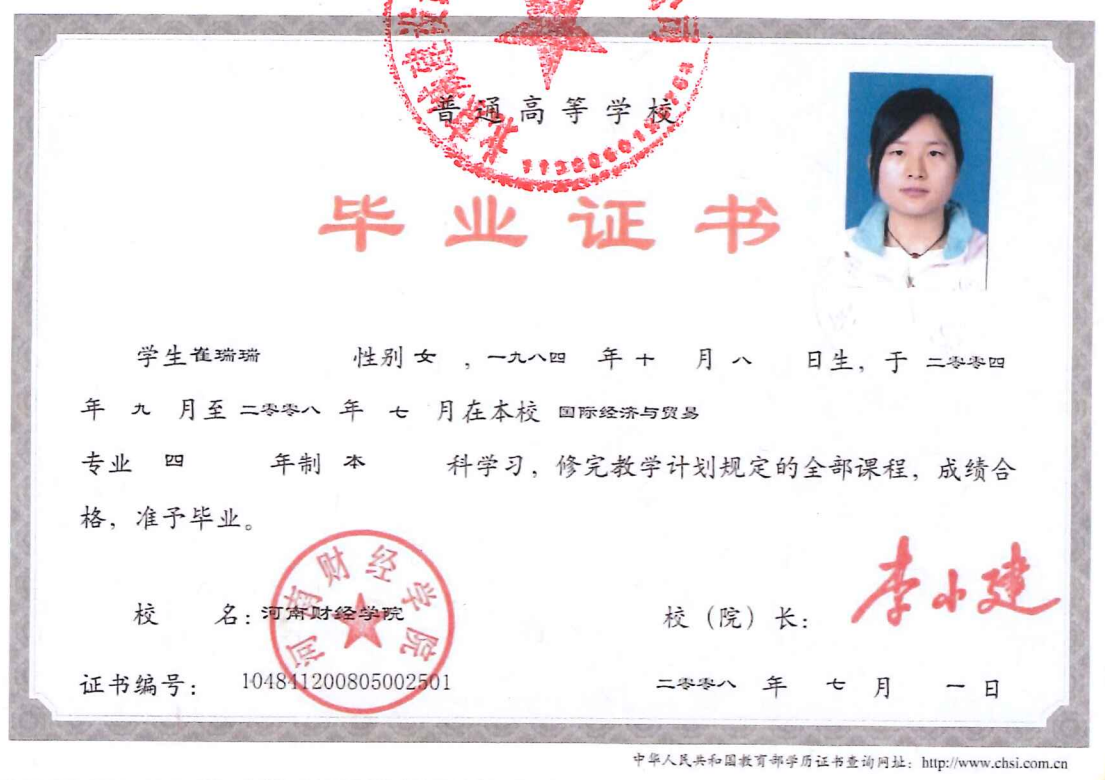 普通高等学校
毕业证书
学生崔瑞瑞 性别 女 ，一九八四 年 十 月 八 日生，于 二零零四
年 九 月至 二零零八 年 七 月在本校 国际经济与贸易
专业 四 年制 本 科学习，修完教学计划规定的全部课程，成绩合
格，准予毕业。
河南财经学院
校 名：河南财经学院 校（院）长：李小建
证书编号： 104841200805002501 二零零八 年 七 月 一 日
中华人民共和国教育部学历证书查询网址：http://www.chsi.com.cn